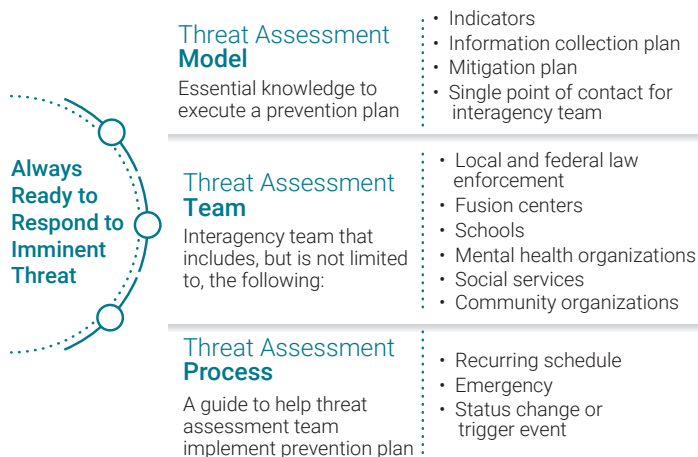 Always
Ready to
Respond to
Imminent
Threat
Threat Assessment
Model
Essential knowledge to
execute a prevention plan
• Indicators
• Information collection plan
• Mitigation plan
• Single point of contact for
interagency team
Threat Assessment
Team
Interagency team that
includes, but is not limited
to, the following:
• Local and federal law
enforcement
• Fusion centers
• Schools
• Mental health organizations
• Social services
• Community organizations
Threat Assessment
Process
A guide to help threat
assessment team
implement prevention plan
• Recurring schedule
• Emergency
• Status change or
trigger event